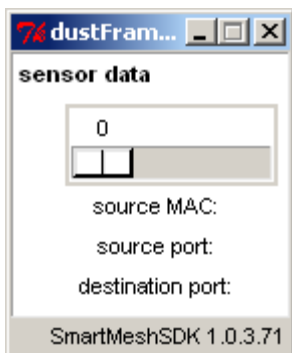 dustFram...
sensor data
0
source MAC:
source port:
destination port:
SmartMeshSDK 1.0.3.71